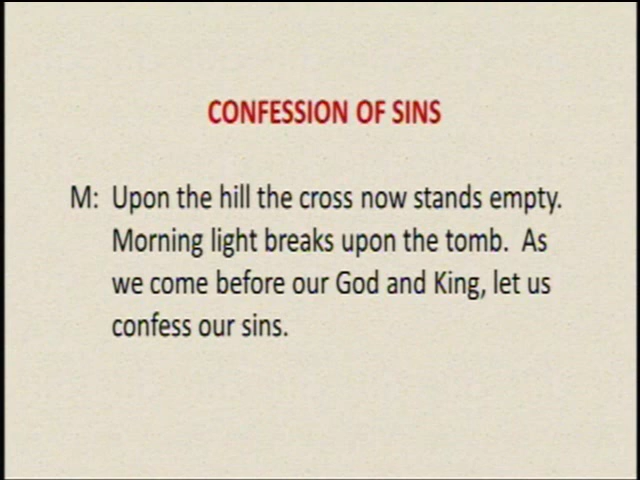 CONFESSION OF SINS
M: Upon the hill the cross now stands empty.
Morning light breaks upon the tomb. As
we come before our God and King, let us
confess our sins.